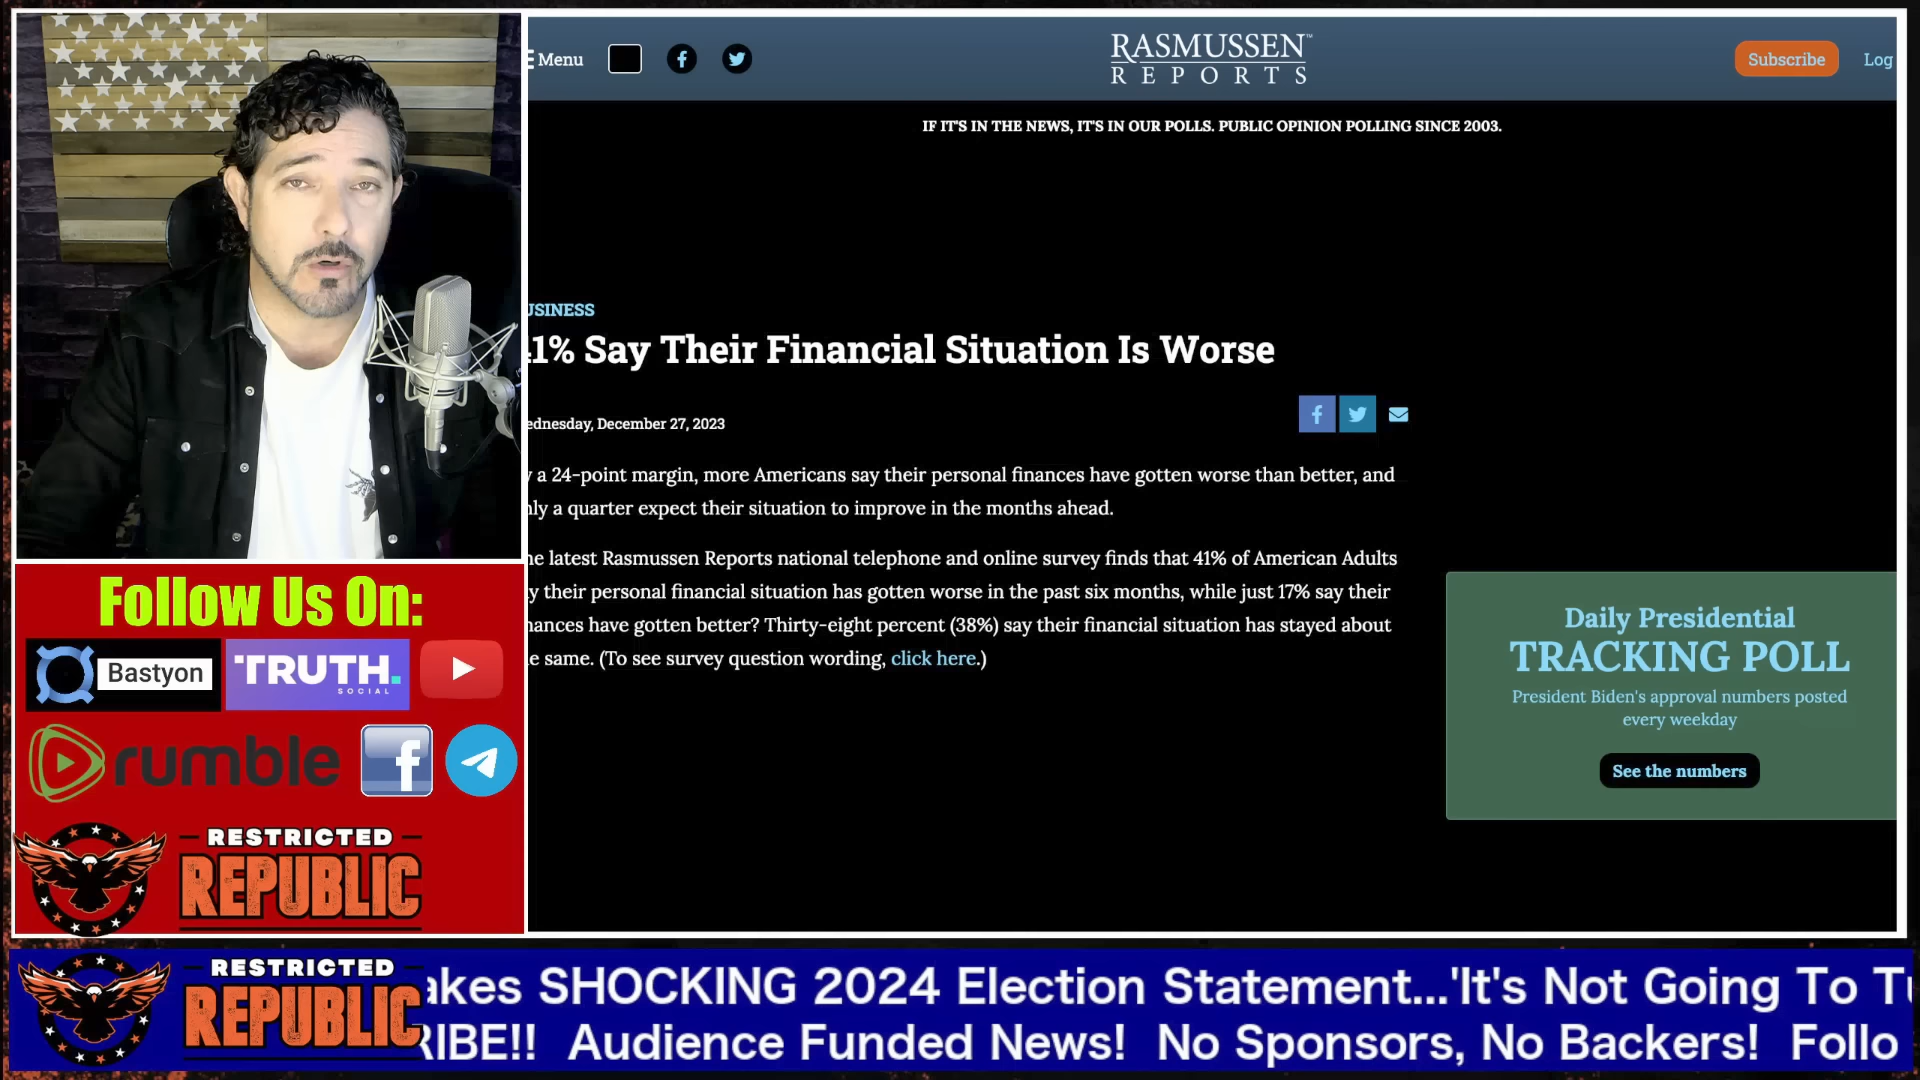 Menu
RASMUSSEN™
REPORTS
Subscribe
Log
IF IT'S IN THE NEWS, IT'S IN OUR POLLS. PUBLIC OPINION POLLING SINCE 2003.
USINESS
1% Say Their Financial Situation Is Worse
ednesday, December 27, 2023
y a 24-point margin, more Americans say their personal finances have gotten worse than better, and
nly a quarter expect their situation to improve in the months ahead.
he latest Rasmussen Reports national telephone and online survey finds that 41% of American Adults
y their personal financial situation has gotten worse in the past six months, while just 17% say their
nances have gotten better? Thirty-eight percent (38%) say their financial situation has stayed about
e same. (To see survey question wording, click here.)
Daily Presidential
TRACKING POLL
President Biden's approval numbers posted
every weekday
See the numbers
Follow Us On:
Bastyon
TRUTH.
SOCIAL
rumble
RESTRICTED
REPUBLIC
RESTRICTED
REPUBLIC
akes SHOCKING 2024 Election Statement...'It's Not Going To Tu
RIBE!! Audience Funded News! No Sponsors, No Backers! Follo